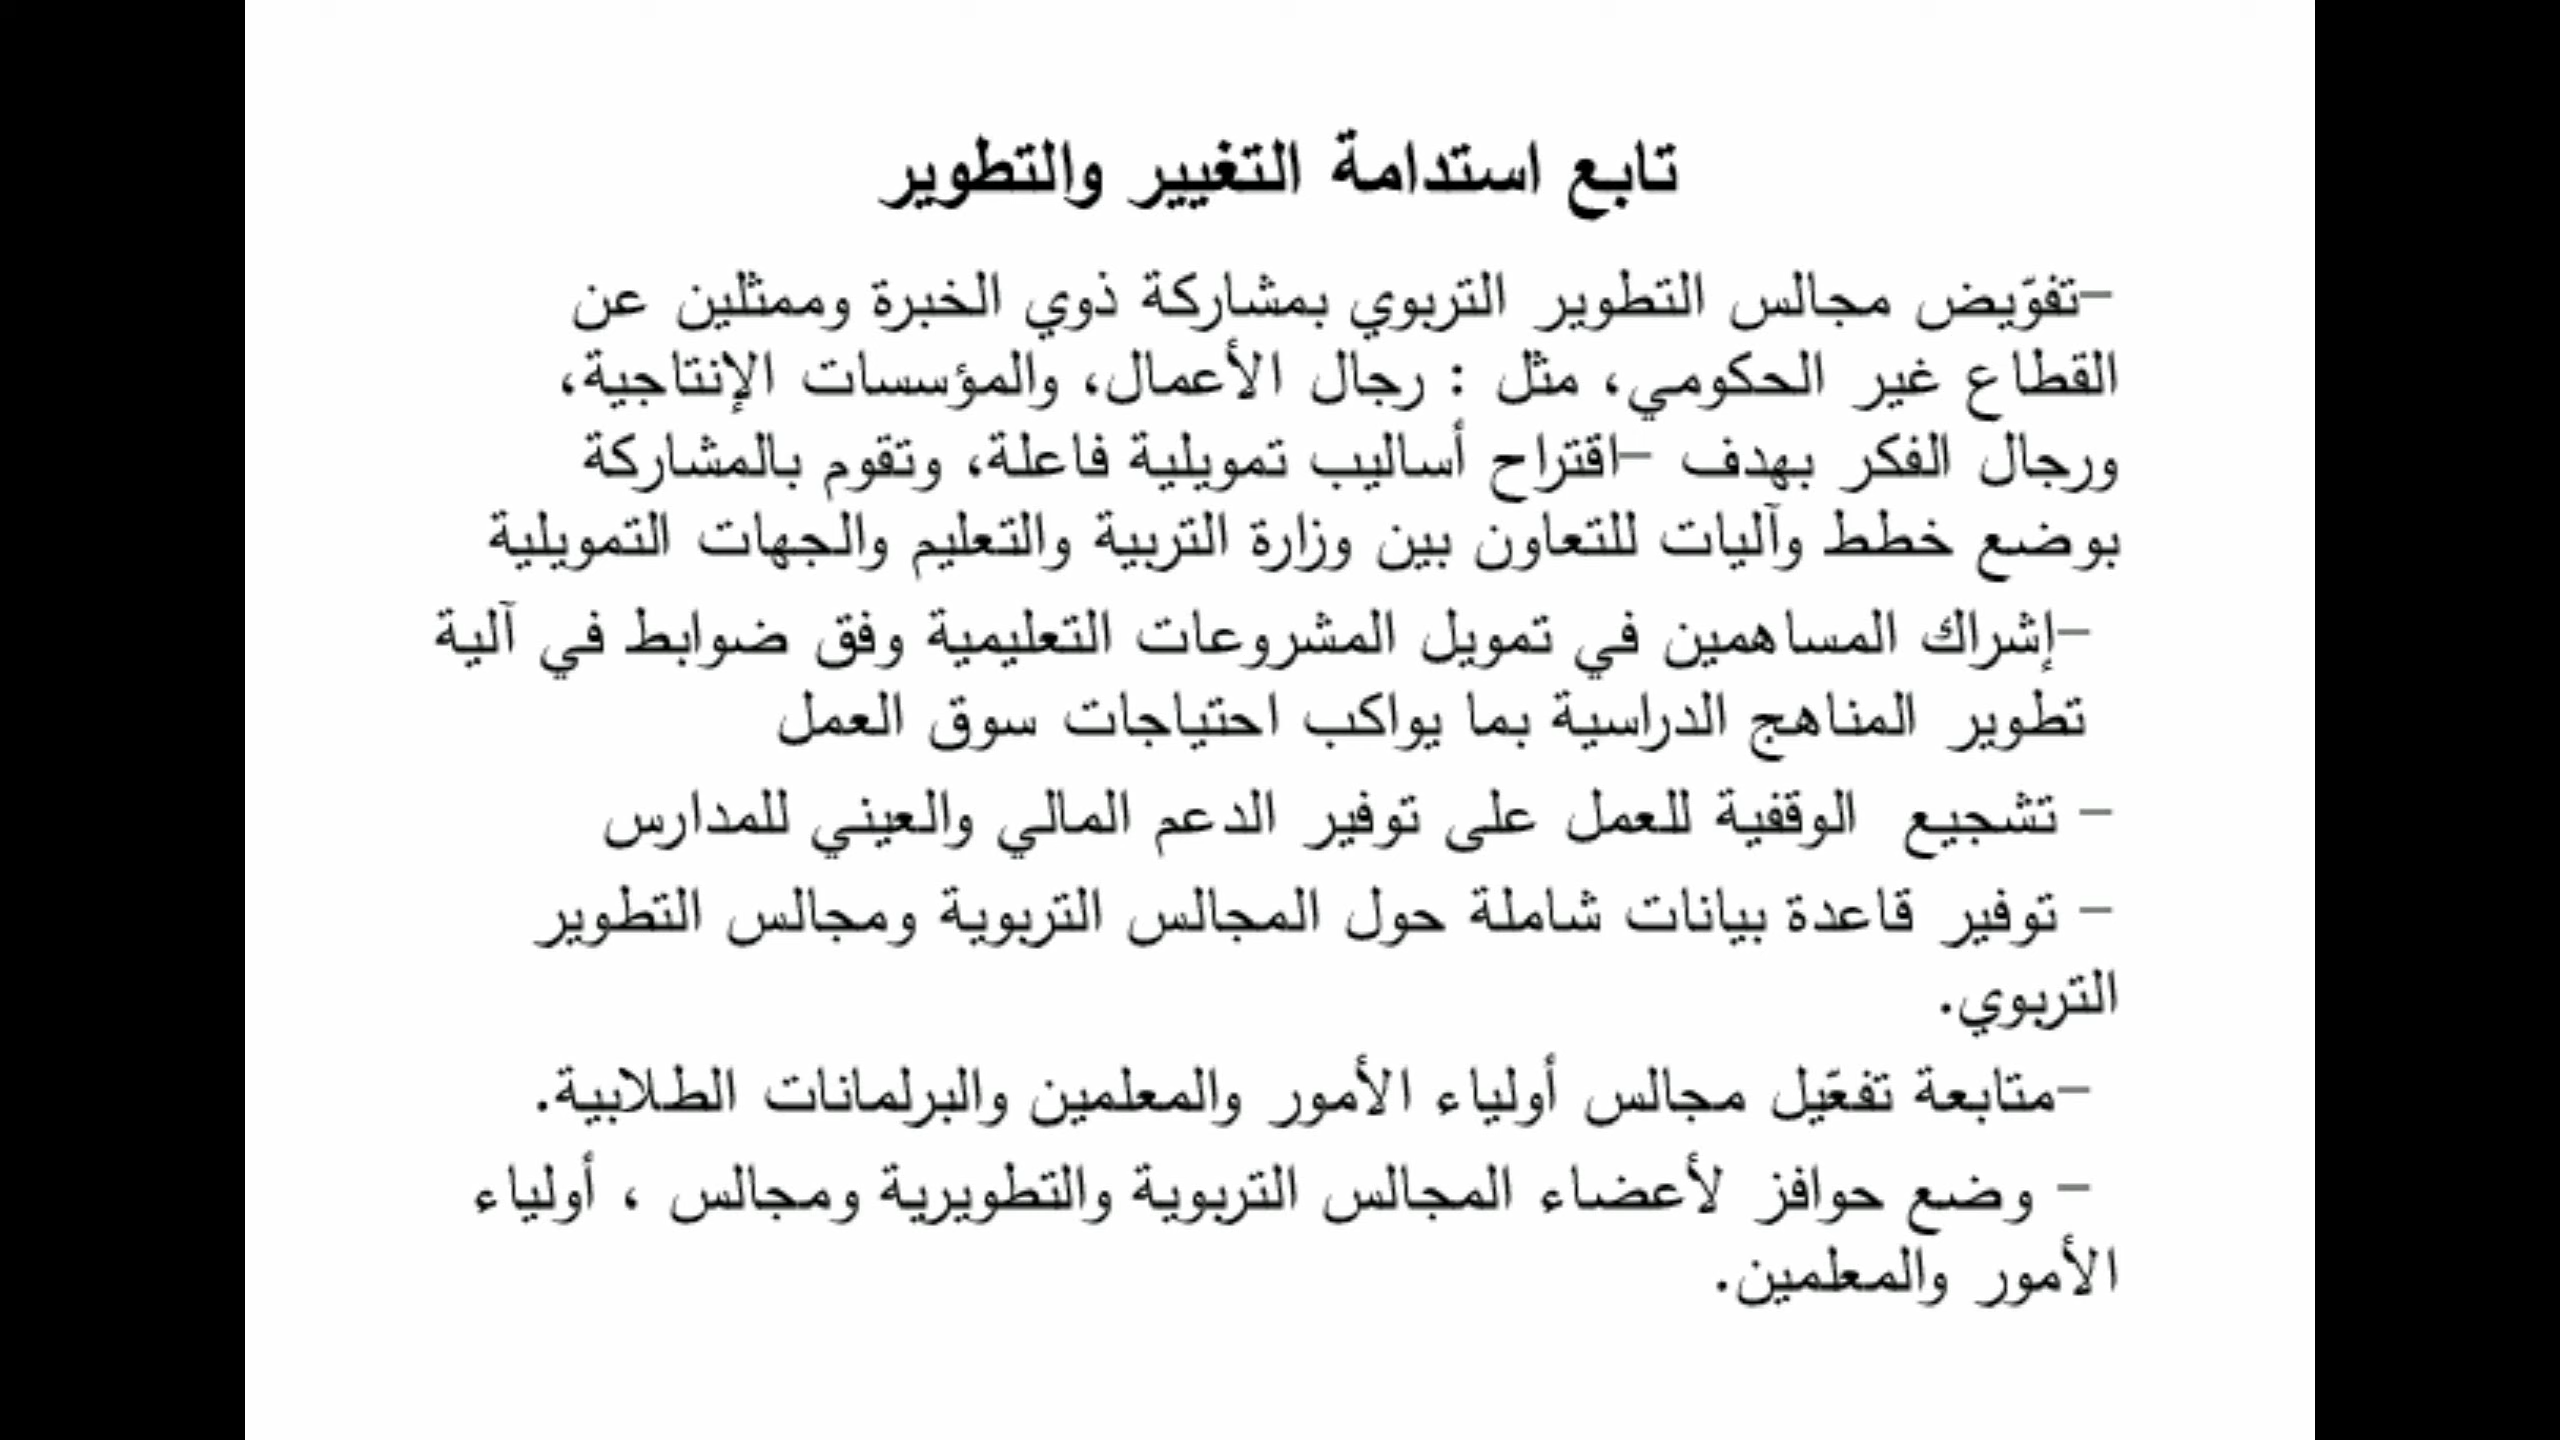 تابع استدامة التغيير والتطوير
–تفوَيض مجالس التطوير التربوي بمشاركة ذوي الخبرة وممثلين عن
القطاع غير الحكومي، مثل : رجال الأعمال، والمؤسسات الإنتاجية،
ورجال الفكر بهدف –اقتراح أساليب تمويلية فاعلة، وتقوم بالمشاركة
بوضع خطط وآليات للتعاون بين وزارة التربية والتعليم والجهات التمويلية
–إشراك المساهمين في تمويل المشروعات التعليمية وفق ضوابط في آلية
تطوير المناهج الدراسية بما يواكب احتياجات سوق العمل
– تشجيع الوقفية للعمل على توفير الدعم المالي والعيني للمدارس
– توفير قاعدة بيانات شاملة حول المجالس التربوية ومجالس التطوير
التربوي.
–متابعة تفعَيل مجالس أولياء الأمور والمعلمين والبرلمانات الطلابية.
– وضع حوافز لأعضاء المجالس التربوية والتطويرية ومجالس ، أولياء
الأمور والمعلمين.